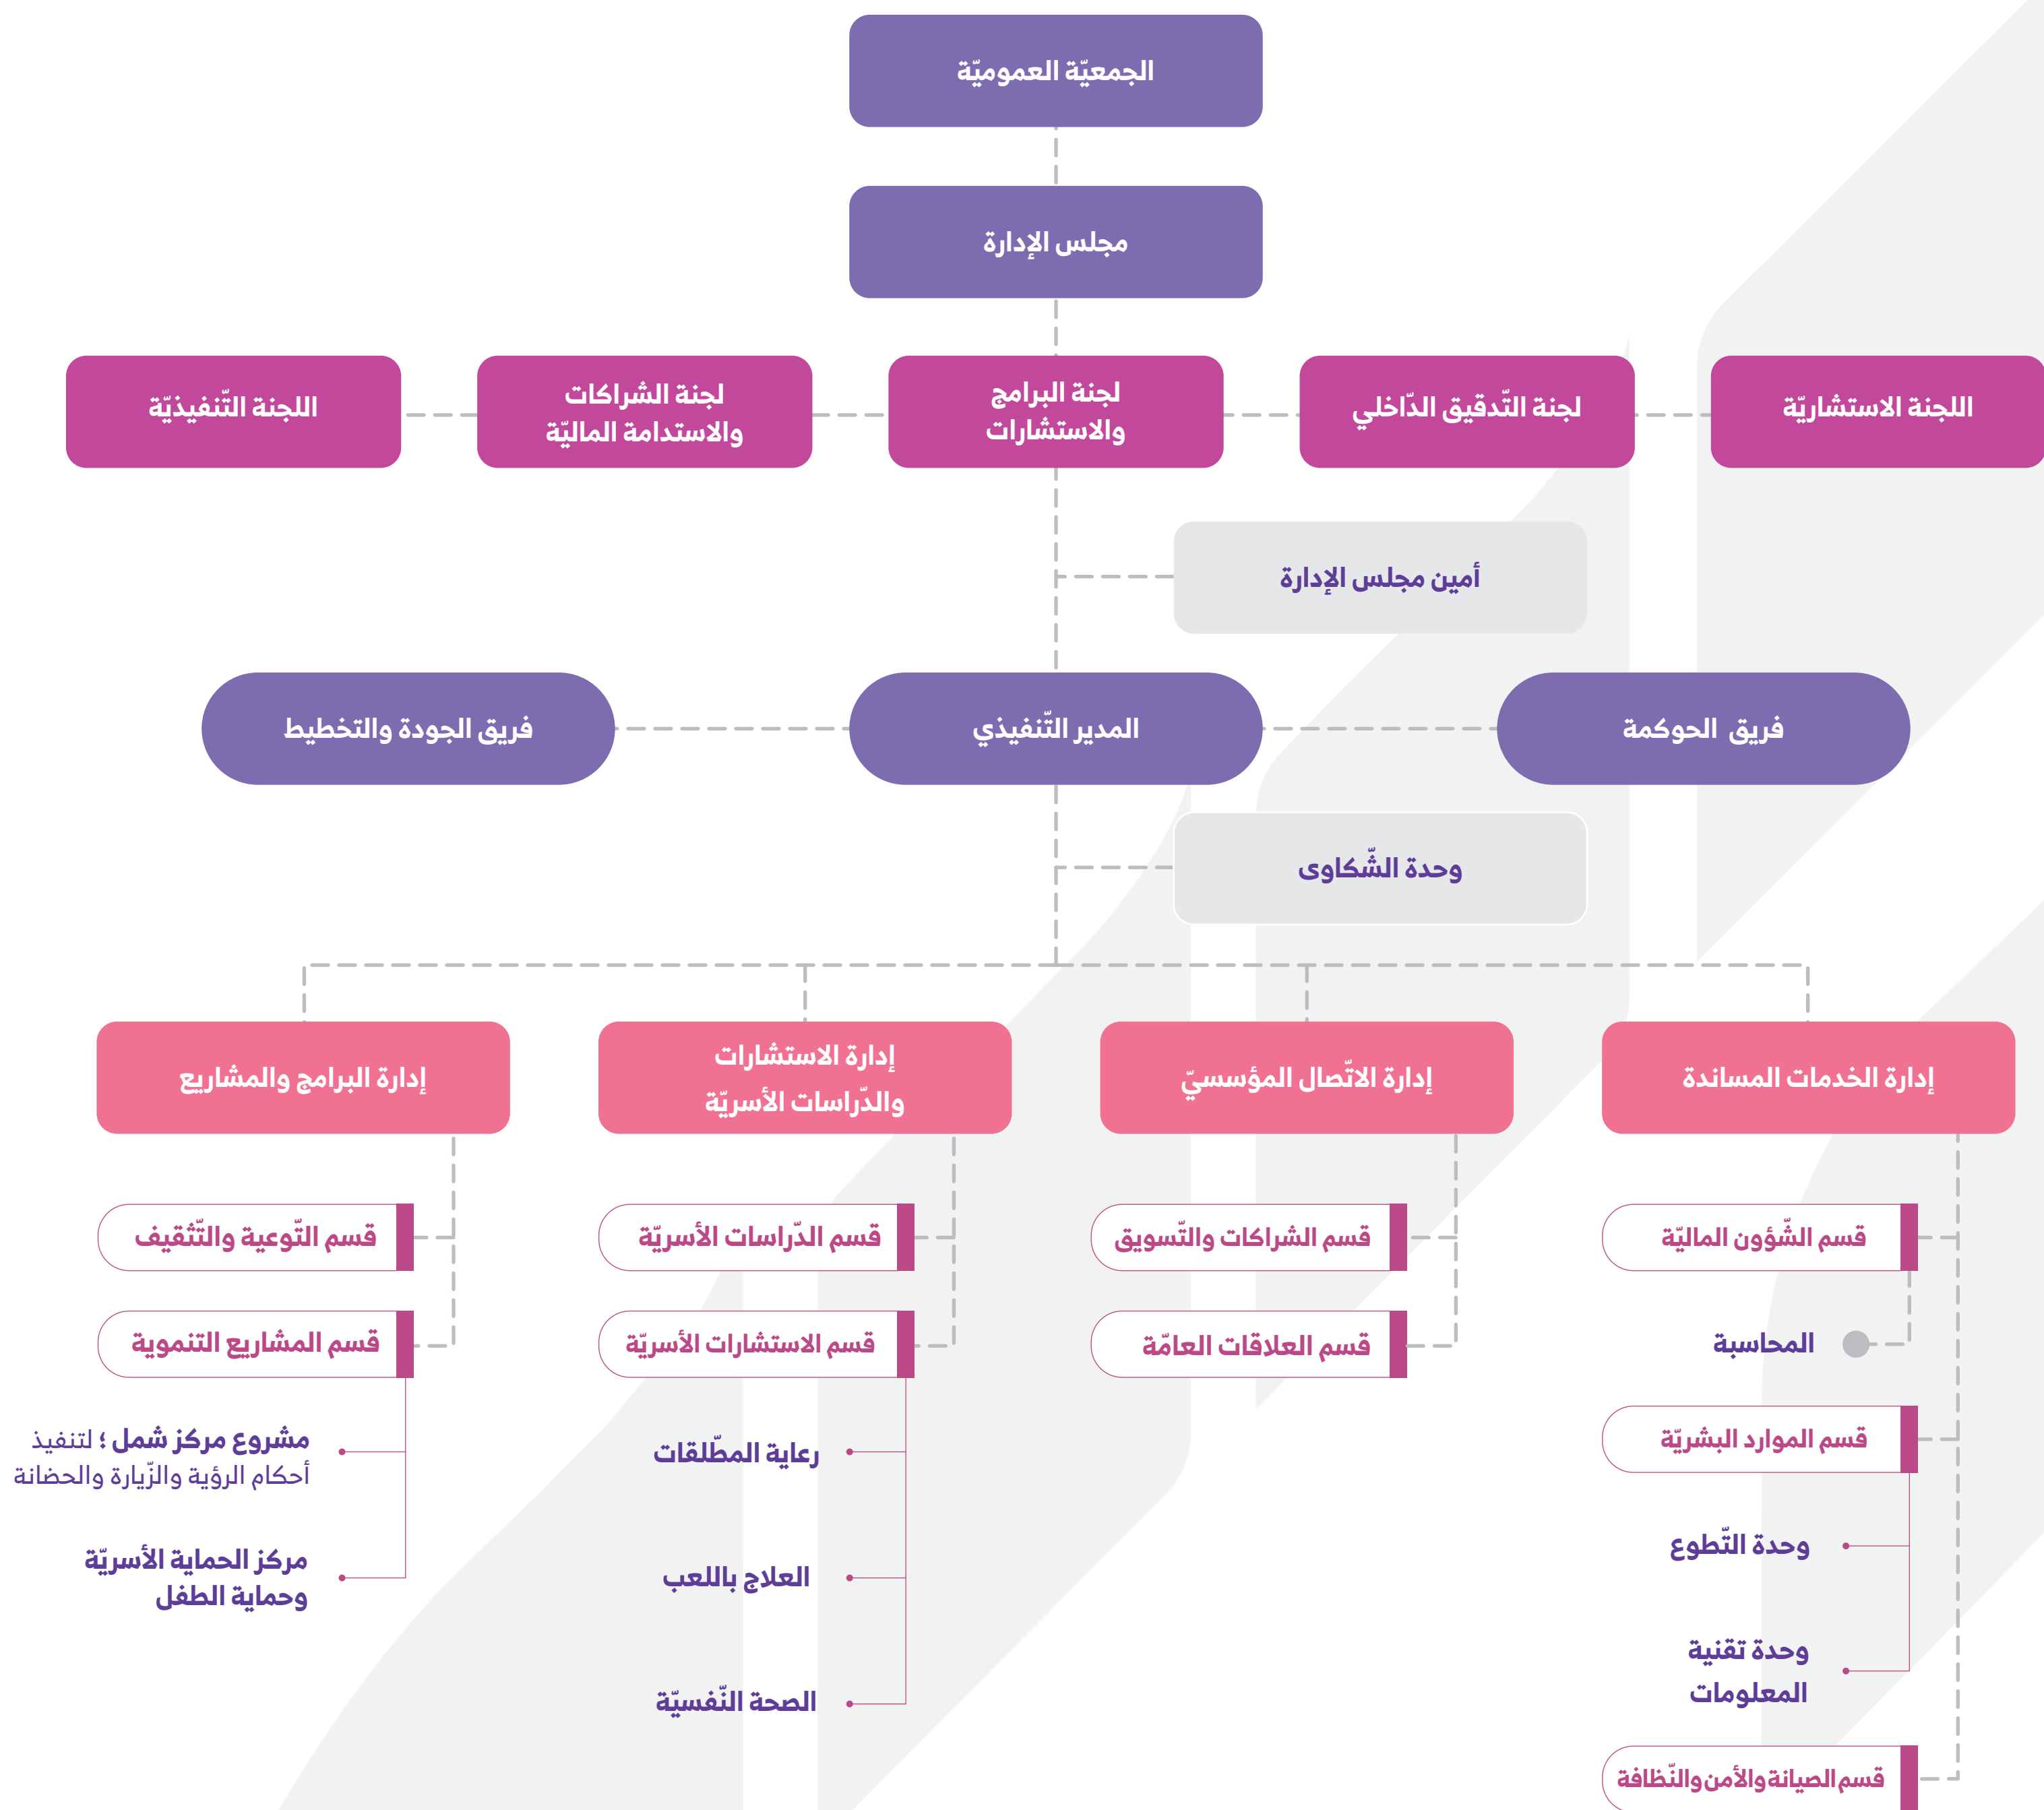 الجمعيّة العموميّة
مجلس الإدارة
اللجنة الاستشاريّة
لجنة التّدقيق الدّاخلي
لجنة البرامج
والاستشارات
لجنة الشراكات
والاستدامة الماليّة
اللجنة التّنفيذيّة
أمين مجلس الإدارة
فريق الحوكمة
المدير التّنفيذي
فريق الجودة والتخطيط
وحدة الشّكاوى
إدارة الخدمات المساندة
قسم الشّؤون الماليّة
المحاسبة
قسم الموارد البشريّة
وحدة التّطوع
وحدة تقنية
المعلومات
قسم الصيانة والأمن والنّظافة
إدارة الاتّصال المؤسسيّ
قسم الشراكات والتّسويق
قسم العلاقات العامّة
إدارة الاستشارات
والدّراسات الأسريّة
قسم الدّراسات الأسريّة
قسم الاستشارات الأسريّة
رعاية المطّلقات
العلاج باللعب
الصحة النّفسيّة
إدارة البرامج والمشاريع
قسم التّوعية والتّثقيف
قسم المشاريع التنموية
مشروع مركز شمل ؛ لتنفيذ
أحكام الرؤية والزّيارة والحضانة
مركز الحماية الأسريّة
وحماية الطفل